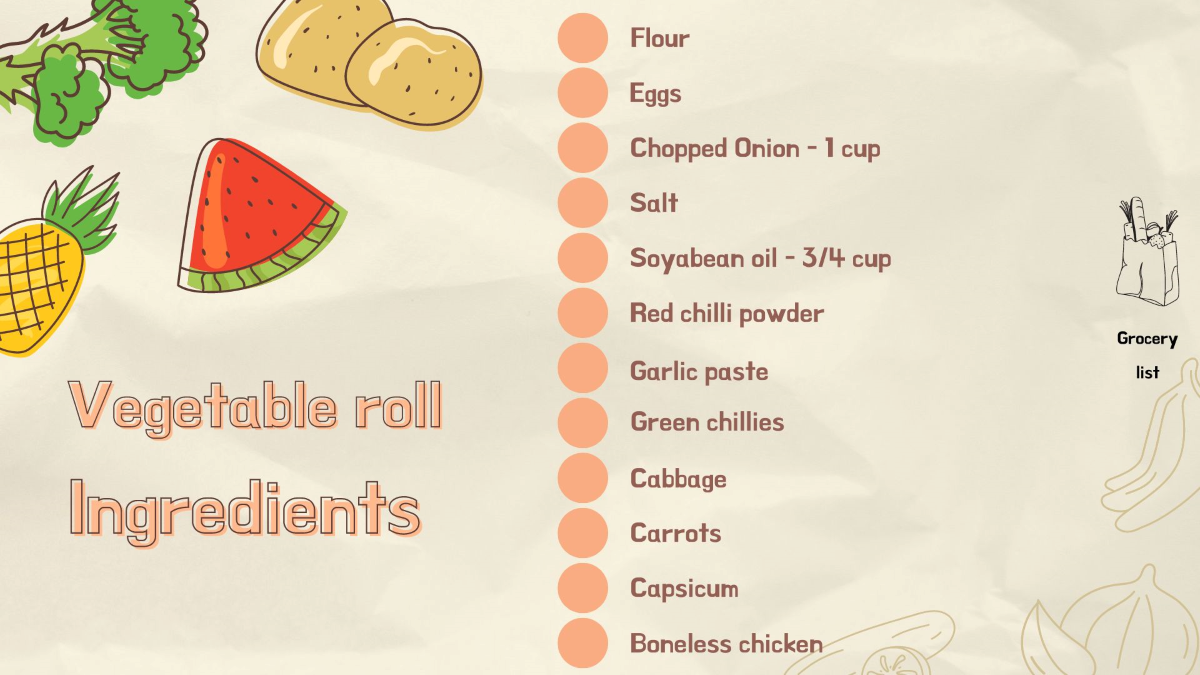 Vegetable roll
Ingredients
Flour
Eggs
Chopped Onion - 1 cup
Salt
Soyabean oil - 3/4 cup
Red chilli powder
Garlic paste
Green chillies
Cabbage
Carrots
Capsicum
Boneless chicken
Grocery
list